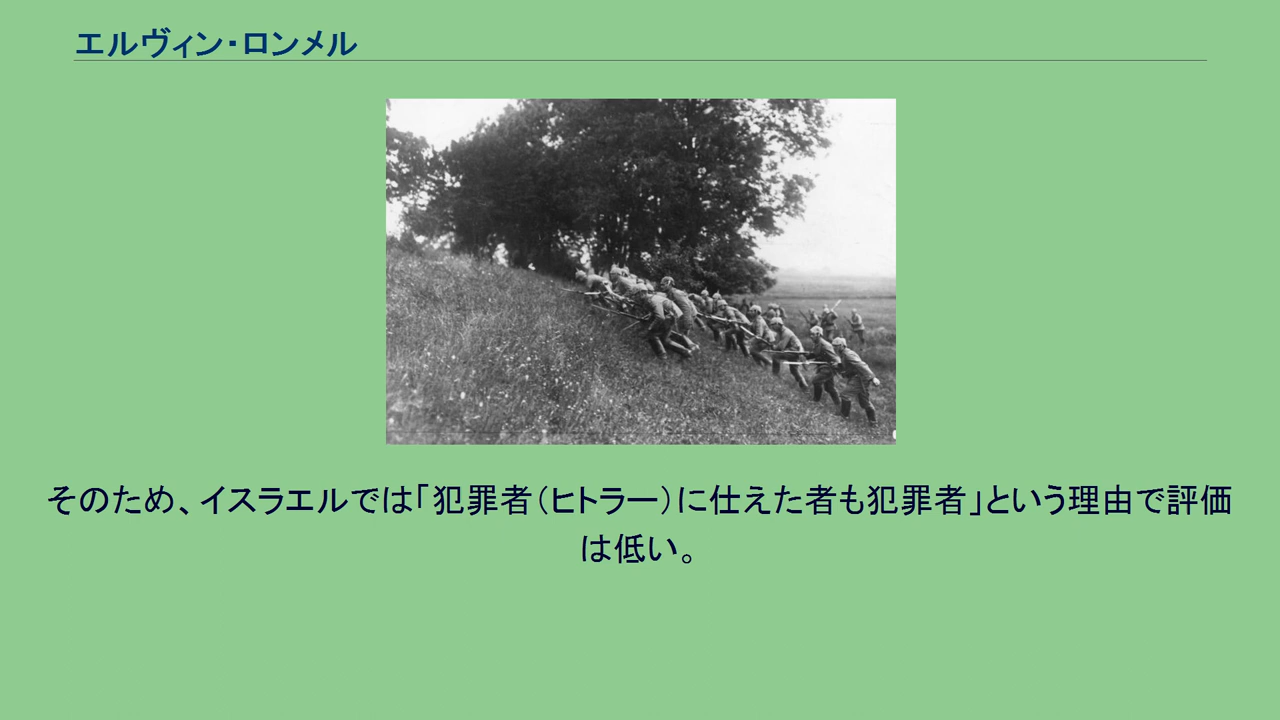 エルヴィン・ロンメル
そのため、イスラエルでは｢犯罪者（ヒトラー）に仕えた者も犯罪者｣という理由で評価
は低い。